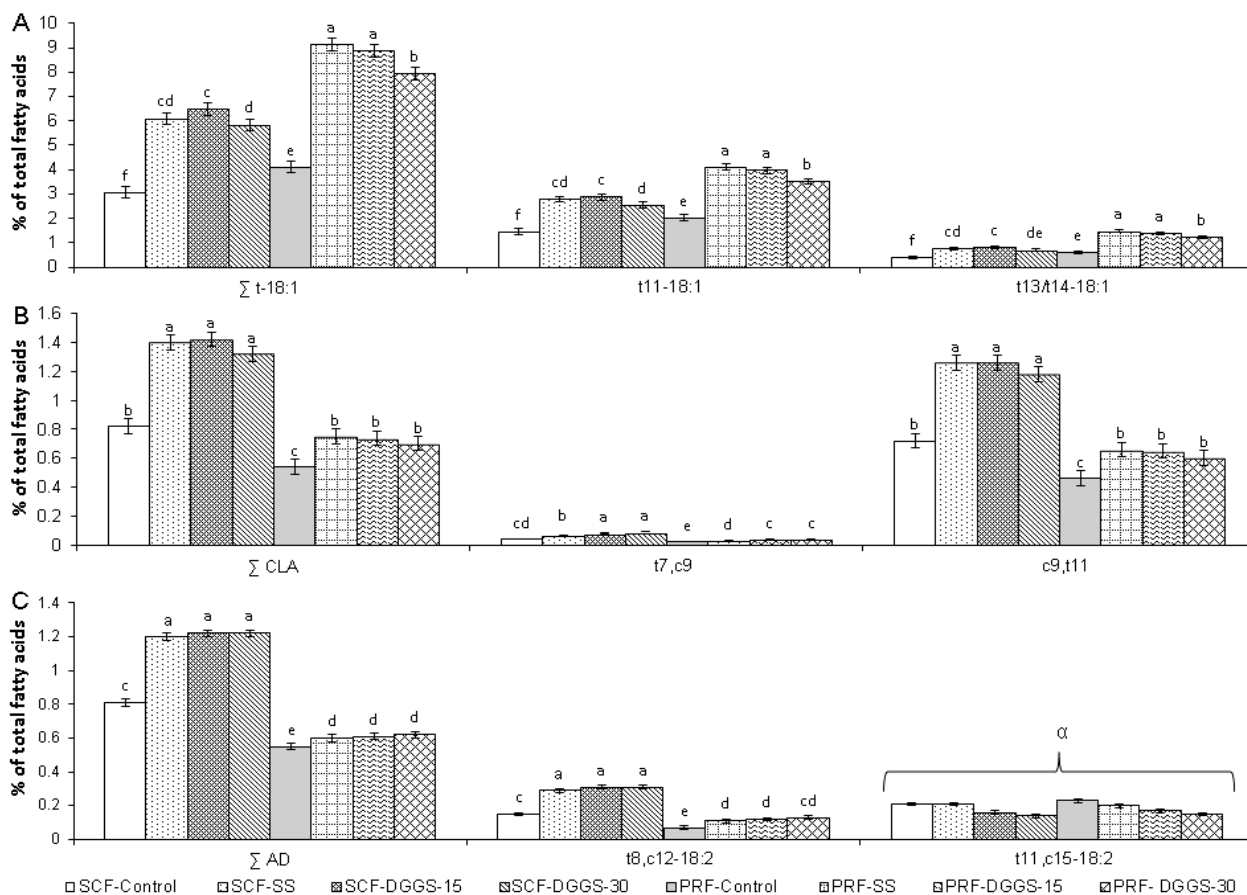 A
% of total fatty acids
10
9
8
7
6
5
4
3
2
1
0
f cd c d e a a b
f cd c d e a a b
f cd c de e a a b
∑ t-18:1 t11-18:1 t13/t14-18:1
B
% of total fatty acids
1.6
1.4
1.2
1
0.8
0.6
0.4
0.2
0
b a a a c b b b
cd b a a e d c c
b a a a c b b b
∑ CLA t7,c9 c9,t11
C
% of total fatty acids
1.4
1.2
1
0.8
0.6
0.4
0.2
0
c a a a e d d d
c a a a e d d cd
α
∑ AD t8,c12-18:2 t11,c15-18:2
SCF-Control SCF-SS SCF-DGGS-15 SCF-DGGS-30 PRF-Control PRF-SS PRF-DGGS-15 PRF- DGGS-30